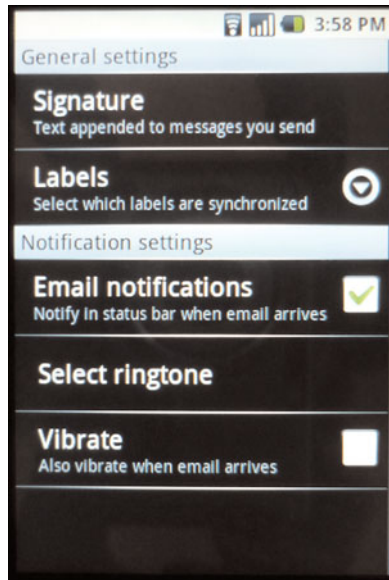 3:58 PM
General settings
Signature
Text appended to messages you send
Labels
Select which labels are synchronized
Notification settings
Email notifications
Notify in status bar when email arrives
Select ringtone
Vibrate
Also vibrate when email arrives